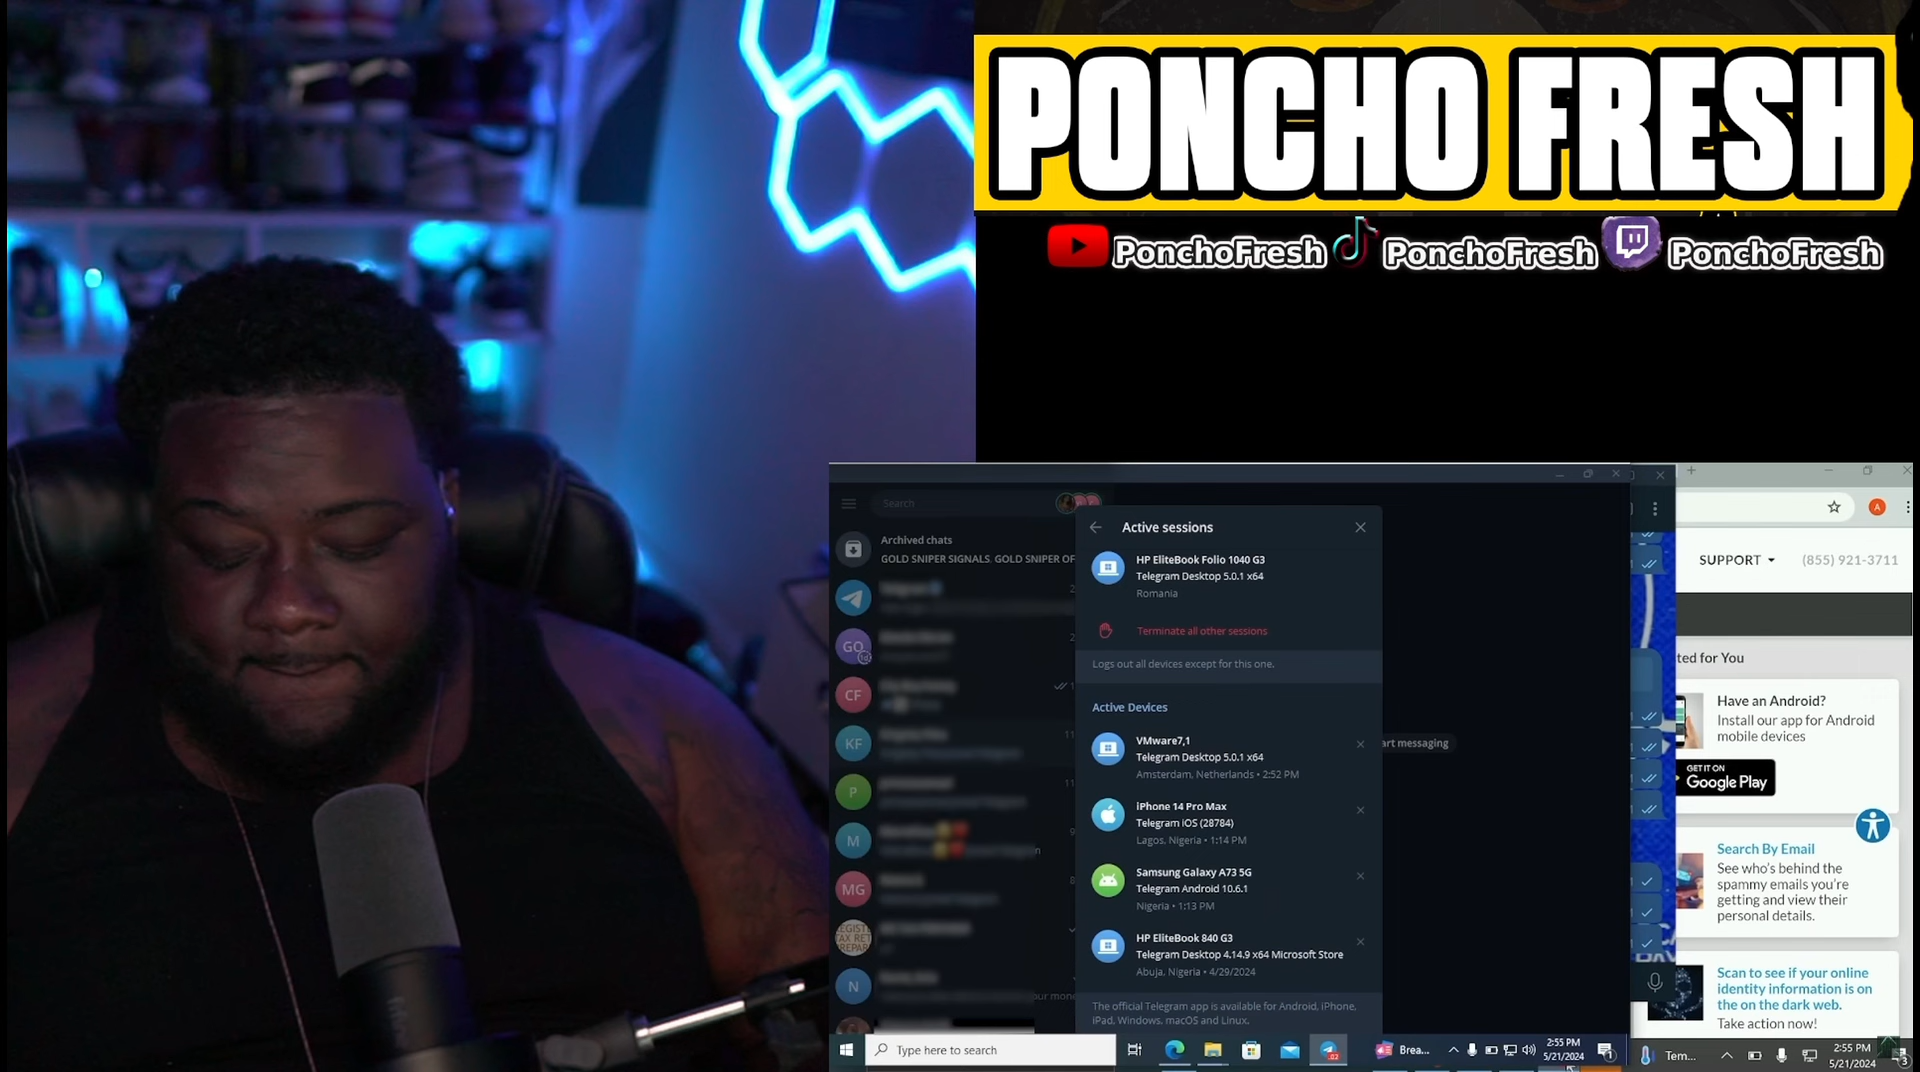 PONCHO FRESH
PonchoFresh PonchoFresh PonchoFresh
Search
Archived chats
GOLD SNIPER SIGNALS, GOLD SNIPER OF
GO
CF
KF
P
M
MG
N
Active sessions
HP EliteBook Folio 1040 G3
Telegram Desktop 5.0.1 x64
Romania
Terminate all other sessions
Logs out all devices except for this one.
Active Devices
VMware7,1
Telegram Desktop 5.0.1 x64
Amsterdam, Netherlands • 2:52 PM
iPhone 14 Pro Max
Telegram iOS (28784)
Lagos, Nigeria • 1:14 PM
Samsung Galaxy A73 5G
Telegram Android 10.6.1
Nigeria • 1:13 PM
HP EliteBook 840 G3
Telegram Desktop 4.14.9 x64 Microsoft Store
Abuja, Nigeria • 4/29/2024
The official Telegram app is available for Android, iPhone,
iPad, Windows, macOS and Linux.
art messaging
our mone
A
SUPPORT (855) 921-3711
ted for You
Have an Android?
Install our app for Android
mobile devices
GET IT ON
Google Play
Search By Email
See who's behind the
spammy emails you're
getting and view their
personal details.
Scan to see if your online
identity information is on
the on the dark web.
Take action now!
Type here to search
Brea...
2:55 PM
5/21/2024
Tem...
2:55 PM
5/21/2024
3